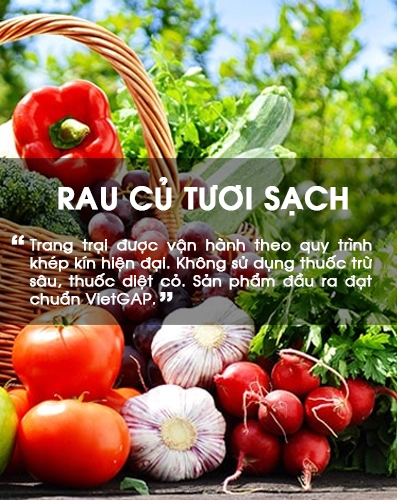 RAU CỦ TƯƠI SẠCH
“ Trang trại được vận hành theo quy trình
khép kín hiện đại. Không sử dụng thuốc trừ
sâu, thuốc diệt cỏ. Sản phẩm đầu ra đạt
chuẩn VietGAP. ”